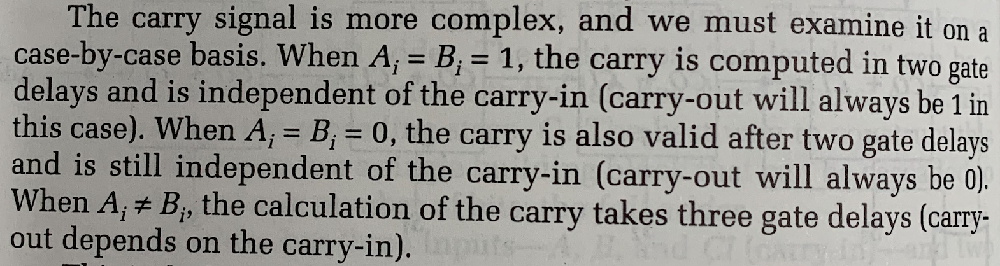 The carry signal is more complex, and we must examine it on a
case-by-case basis. When Aᵢ = Bᵢ = 1, the carry is computed in two gate
delays and is independent of the carry-in (carry-out will always be 1 in
this case). When Aᵢ = Bᵢ = 0, the carry is also valid after two gate delays
and is still independent of the carry-in (carry-out will always be 0).
When Aᵢ ≠ Bᵢ, the calculation of the carry takes three gate delays (carry-
out depends on the carry-in).